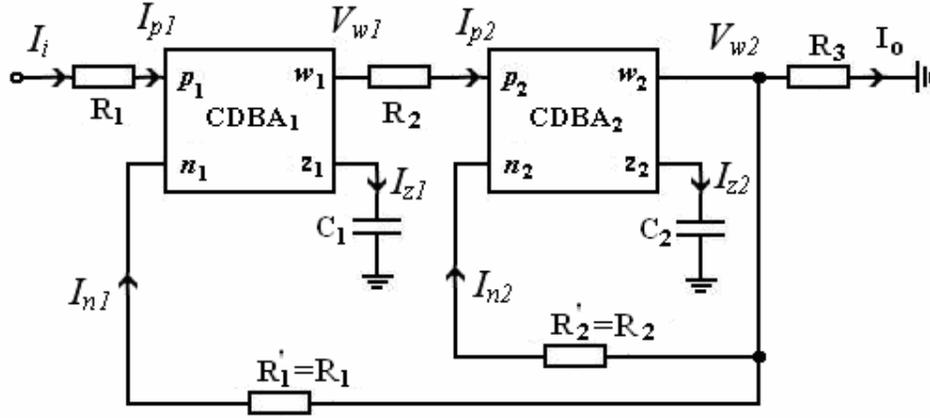 I_i
I_p1
V_w1
I_p2
V_w2
R_3
I_o
R_1
p_1
w_1
CDBA_1
n_1
z_1
R_2
p_2
w_2
CDBA_2
n_2
z_2
I_z1
C_1
I_z2
C_2
I_n1
I_n2
R'_2=R_2
R'_1=R_1